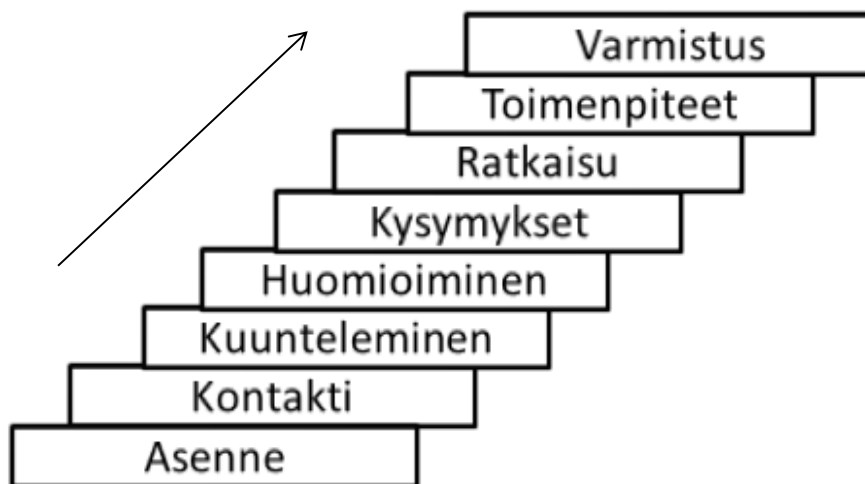 Varmistus
Toimenpiteet
Ratkaisu
Kysymykset
Huomioiminen
Kuunteleminen
Kontakti
Asenne